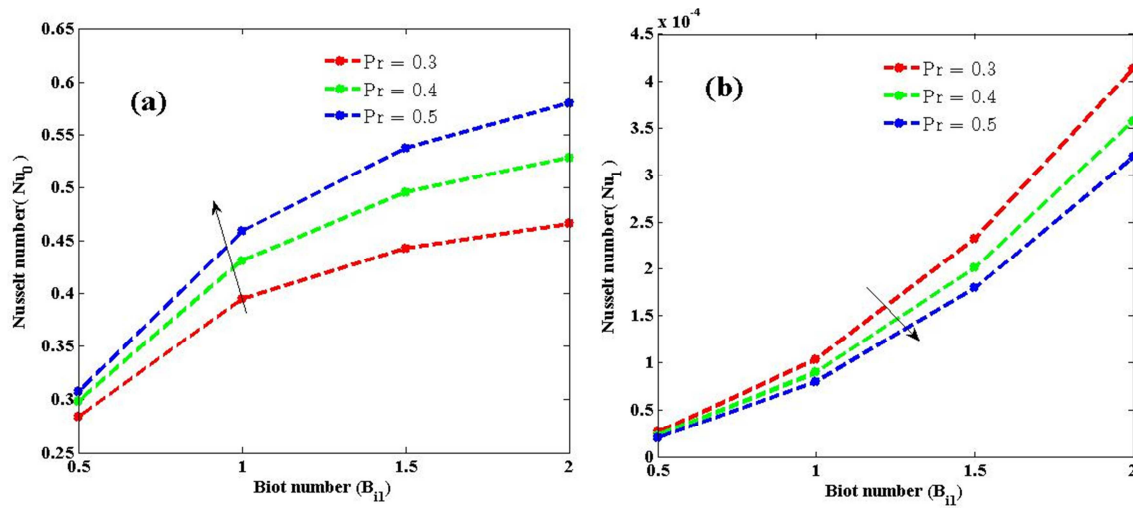 (a)
Pr = 0.3
Pr = 0.4
Pr = 0.5
0.65
0.6
0.55
0.5
0.45
0.4
0.35
0.3
0.25
Nusselt number( Nu0 )
0.5
1
1.5
2
Biot number (Bi1)
(b)
Pr = 0.3
Pr = 0.4
Pr = 0.5
x 10-4
4.5
4
3.5
3
2.5
2
1.5
1
0.5
0
Nusselt number( Nu1 )
0.5
1
1.5
2
Biot number (Bi1)